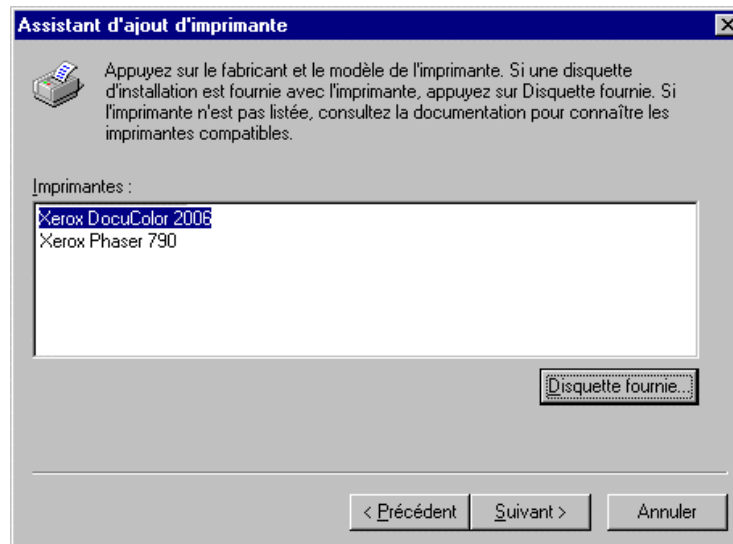 Assistant d'ajout d'imprimante
Appuyez sur le fabricant et le modèle de l'imprimante. Si une disquette
d'installation est fournie avec l'imprimante, appuyez sur Disquette fournie. Si
l'imprimante n'est pas listée, consultez la documentation pour connaître les
imprimantes compatibles.
Imprimantes :
Xerox DocuColor 2006
Xerox Phaser 790
Disquette fournie...
< Précédent
Suivant >
Annuler